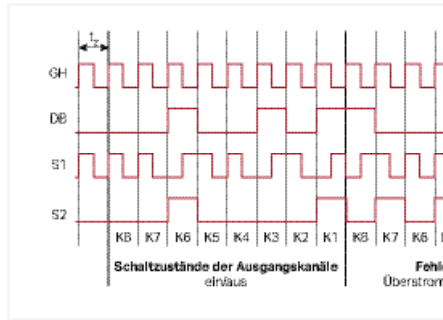 tz
GH
DB
S1
S2
K8 K7 K6 K5 K4 K3 K2 K1 K8 K7 K6
Schaltzustände der Ausgangskanäle
ein/aus
Fehle
Überstrom